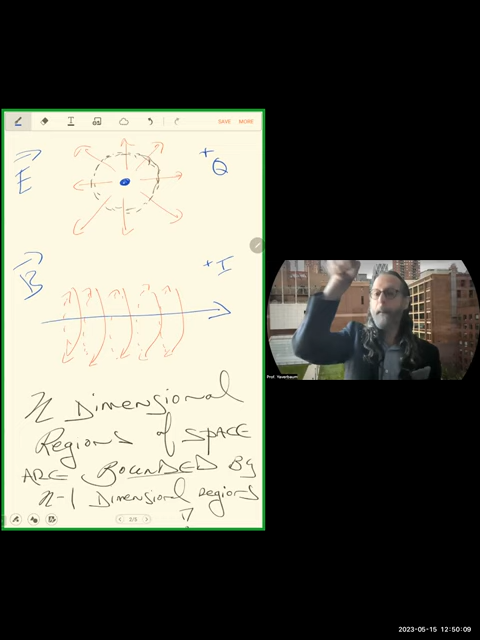 SAVE MORE
E +Q
B +I
n Dimensional
Regions of SPACE
ARE BOUNDED By
n-1 Dimensional regions
2/5
Prof. Yaverbaum
2023-05-15 12:50:09